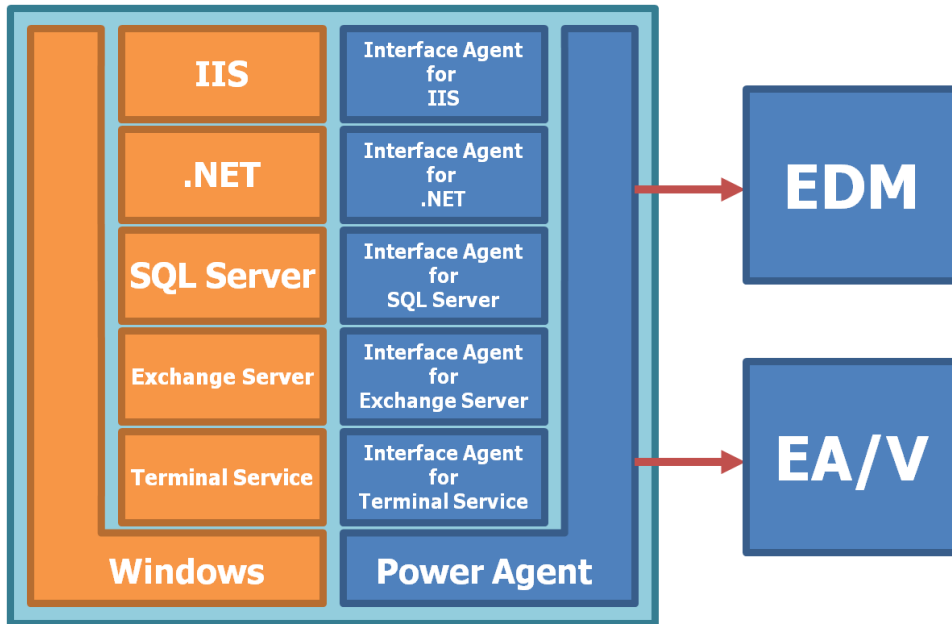 IIS
Interface Agent
for
IIS
.NET
Interface Agent
for
.NET
SQL Server
Interface Agent
for
SQL Server
Exchange Server
Interface Agent
for
Exchange Server
Terminal Service
Interface Agent
for
Terminal Service
Windows
Power Agent
EDM
EA/V